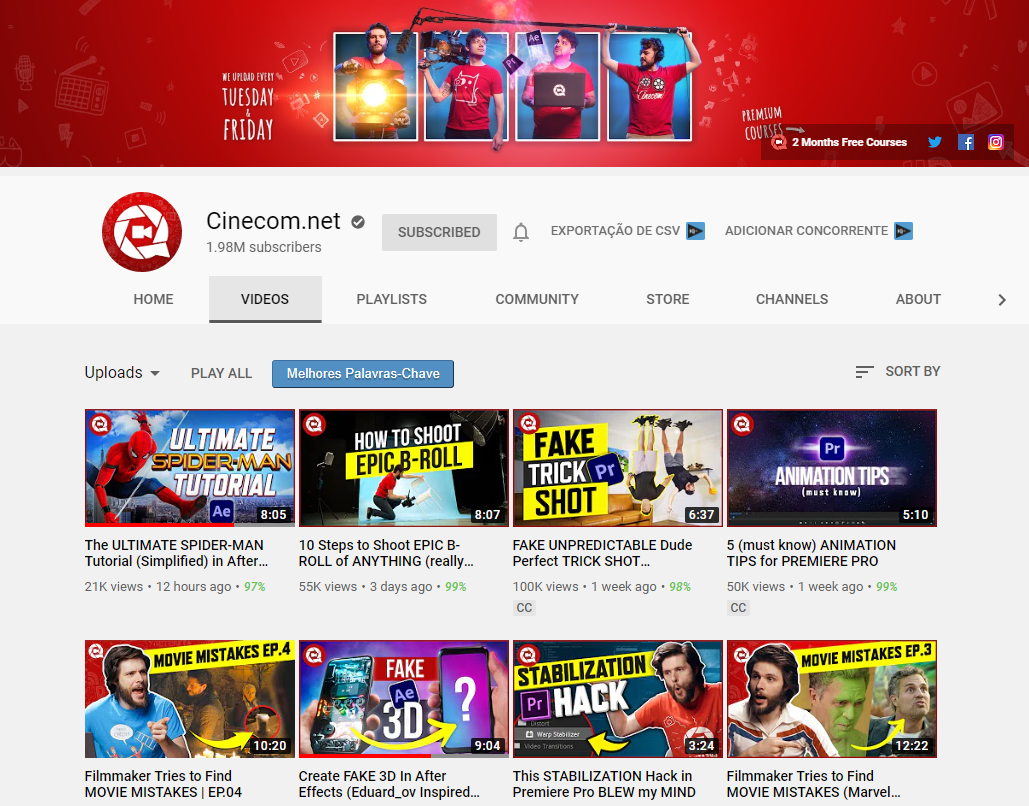 WE UPLOAD EVERY
TUESDAY
&
FRIDAY
Ae
Pr
Cinecom
PREMIUM
COURSES
2 Months Free Courses
Cinecom.net
1.98M subscribers
SUBSCRIBED
EXPORTAÇÃO DE CSV
ADICIONAR CONCORRENTE
HOME
VIDEOS
PLAYLISTS
COMMUNITY
STORE
CHANNELS
ABOUT
Uploads
PLAY ALL
Melhores Palavras-Chave
SORT BY
ULTIMATE
SPIDER-MAN
TUTORIAL
Ae
8:05
The ULTIMATE SPIDER-MAN
Tutorial (Simplified) in After...
21K views • 12 hours ago • 97%
HOW TO SHOOT
EPIC B-ROLL
8:07
10 Steps to Shoot EPIC B-
ROLL of ANYTHING (really...
55K views • 3 days ago • 99%
FAKE
TRICK
SHOT
Pr
6:37
FAKE UNPREDICTABLE Dude
Perfect TRICK SHOT...
100K views • 1 week ago • 98%
CC
Pr
ANIMATION TIPS
(must know)
5:10
5 (must know) ANIMATION
TIPS for PREMIERE PRO
50K views • 1 week ago • 99%
CC
MOVIE MISTAKES EP.4
10:20
Filmmaker Tries to Find
MOVIE MISTAKES | EP.04
FAKE
Ae
3D
?
9:04
Create FAKE 3D In After
Effects (Eduard_ov Inspired...
STABILIZATION
Pr
HACK
Distort
Warp Stabilizer
Video Transitions
3:24
This STABILIZATION Hack in
Premiere Pro BLEW my MIND
MOVIE MISTAKES EP.3
12:22
Filmmaker Tries to Find
MOVIE MISTAKES (Marvel...